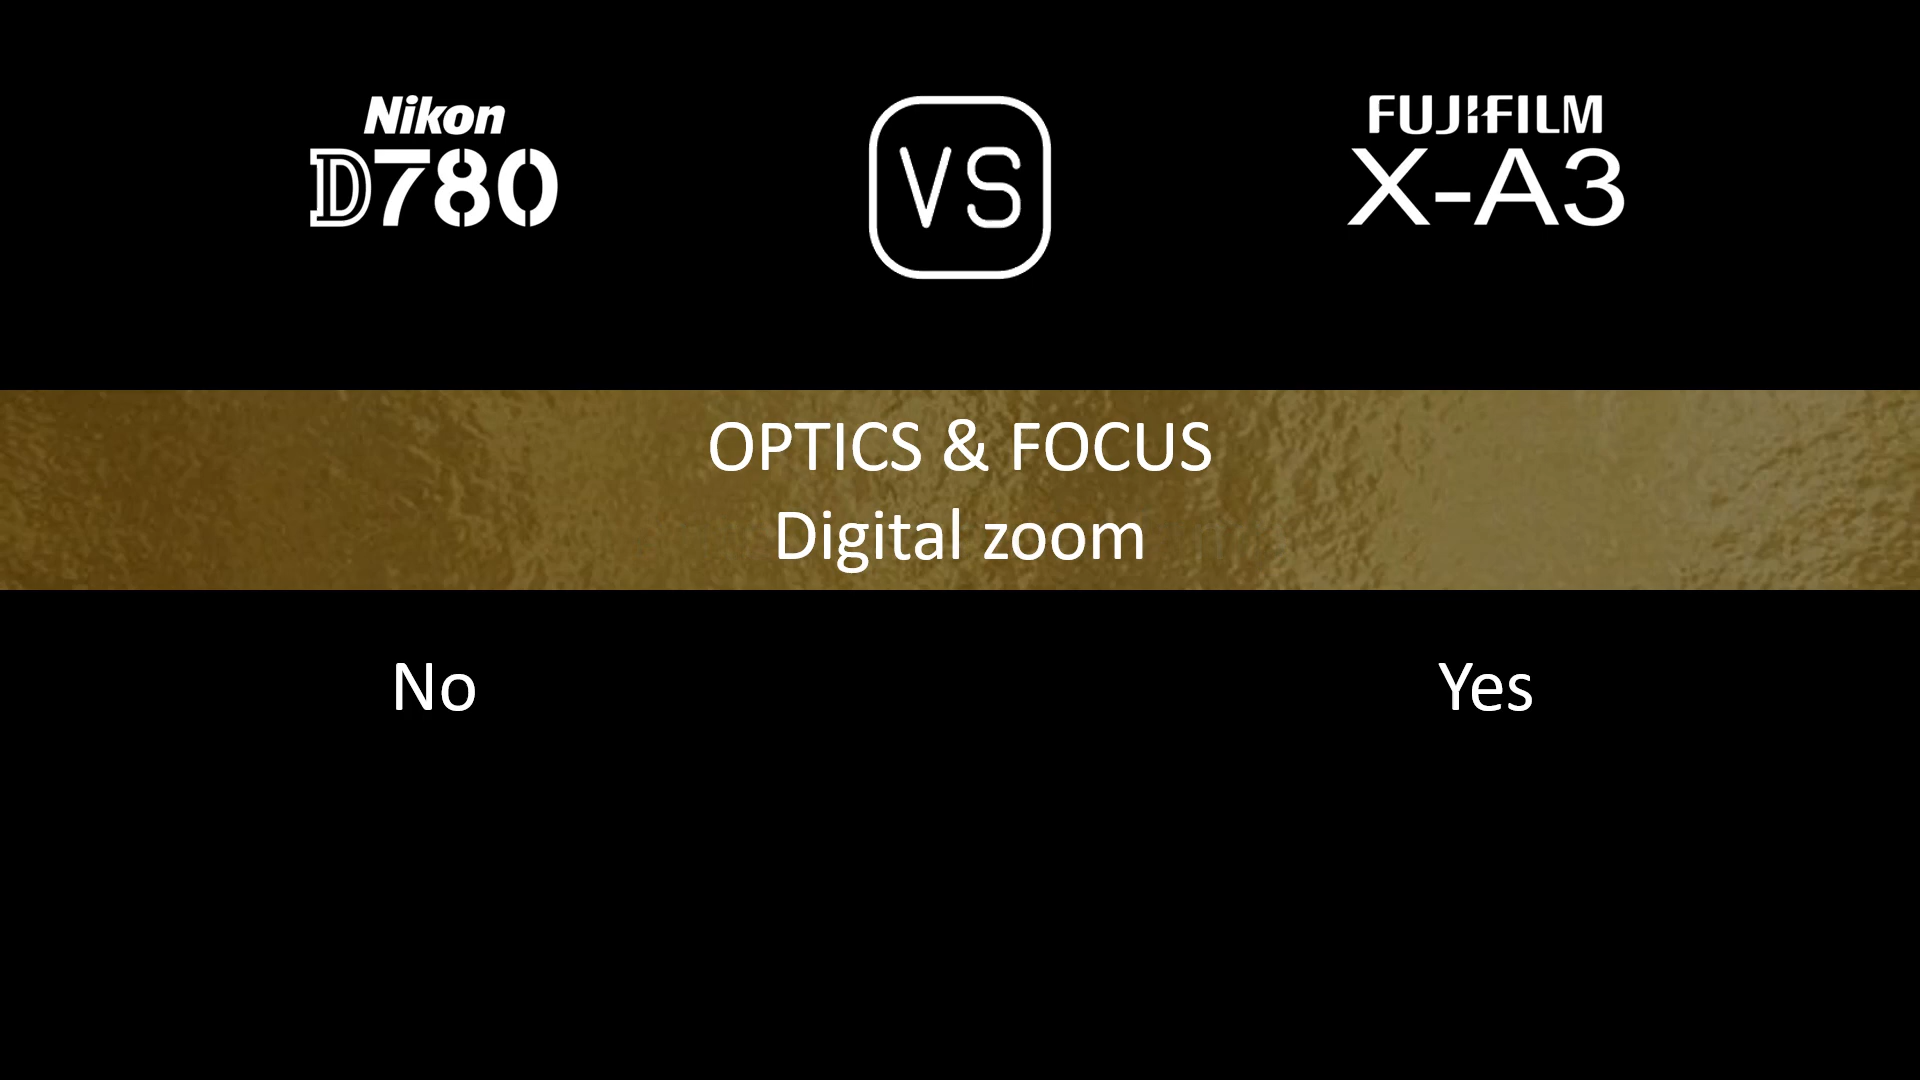 Nikon
D780
VS
FUJIFILM
X-A3
OPTICS & FOCUS
Digital zoom
No
Yes